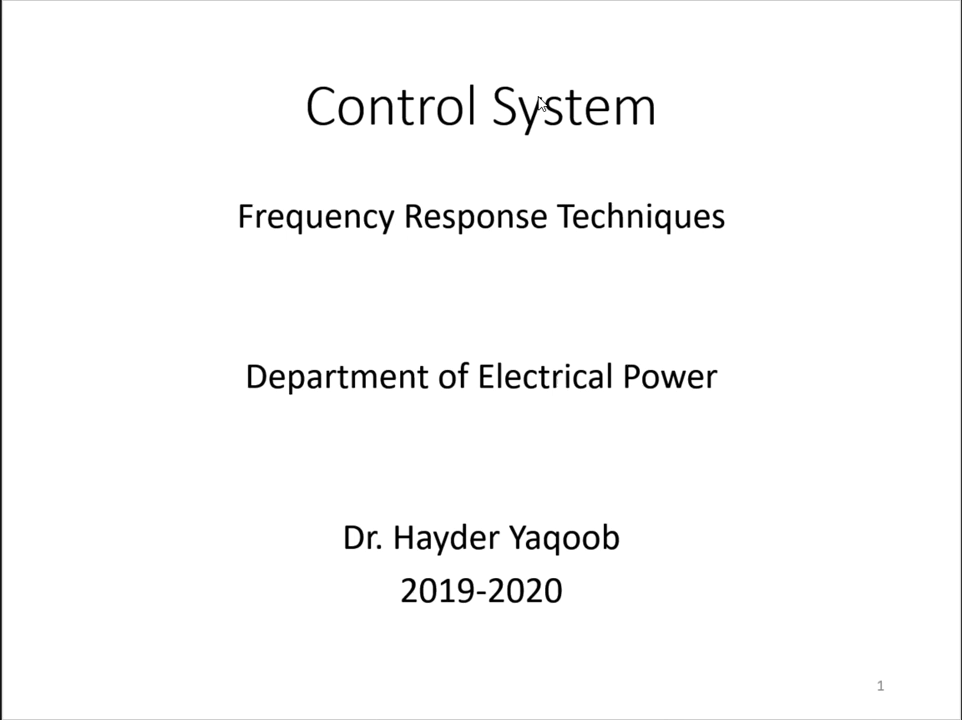 Control System
Frequency Response Techniques
Department of Electrical Power
Dr. Hayder Yaqoob
2019-2020
1